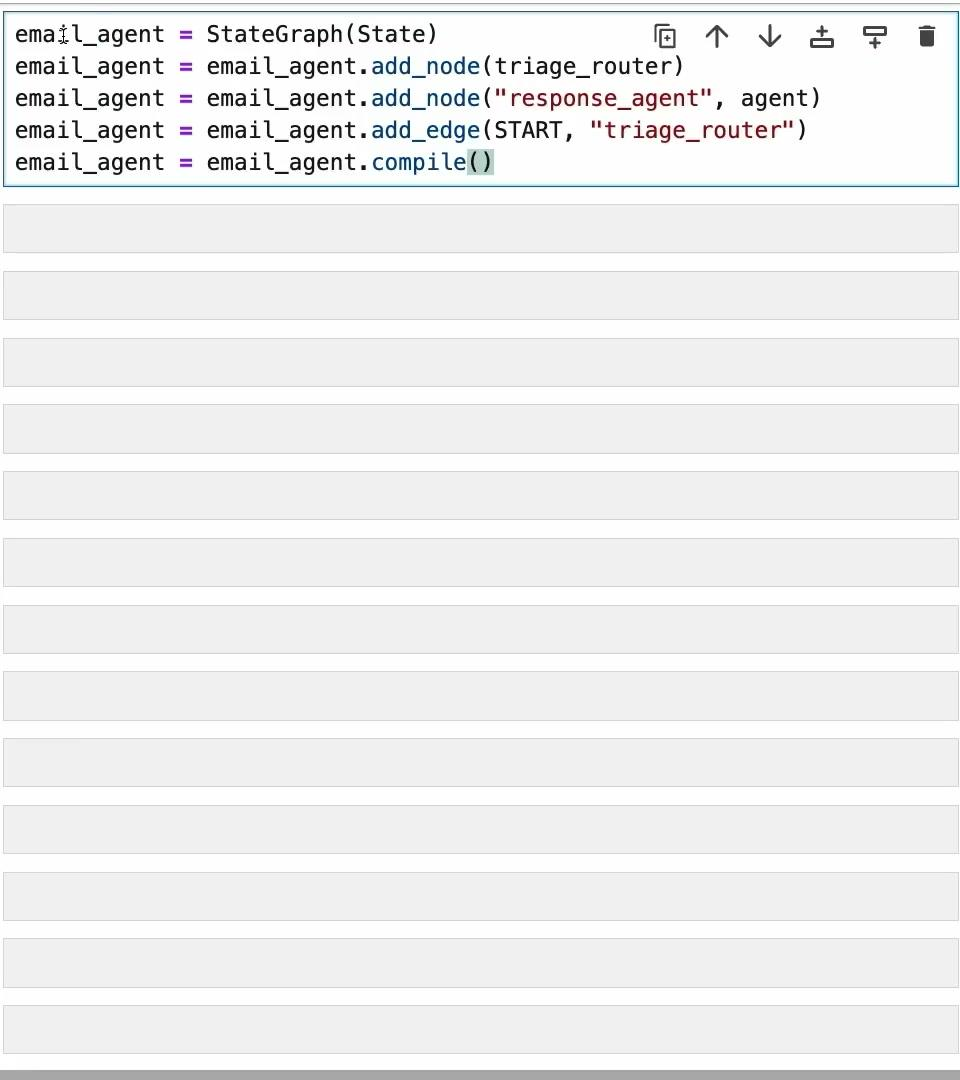 email_agent = StateGraph(State)
email_agent = email_agent.add_node(triage_router)
email_agent = email_agent.add_node("response_agent", agent)
email_agent = email_agent.add_edge(START, "triage_router")
email_agent = email_agent.compile()